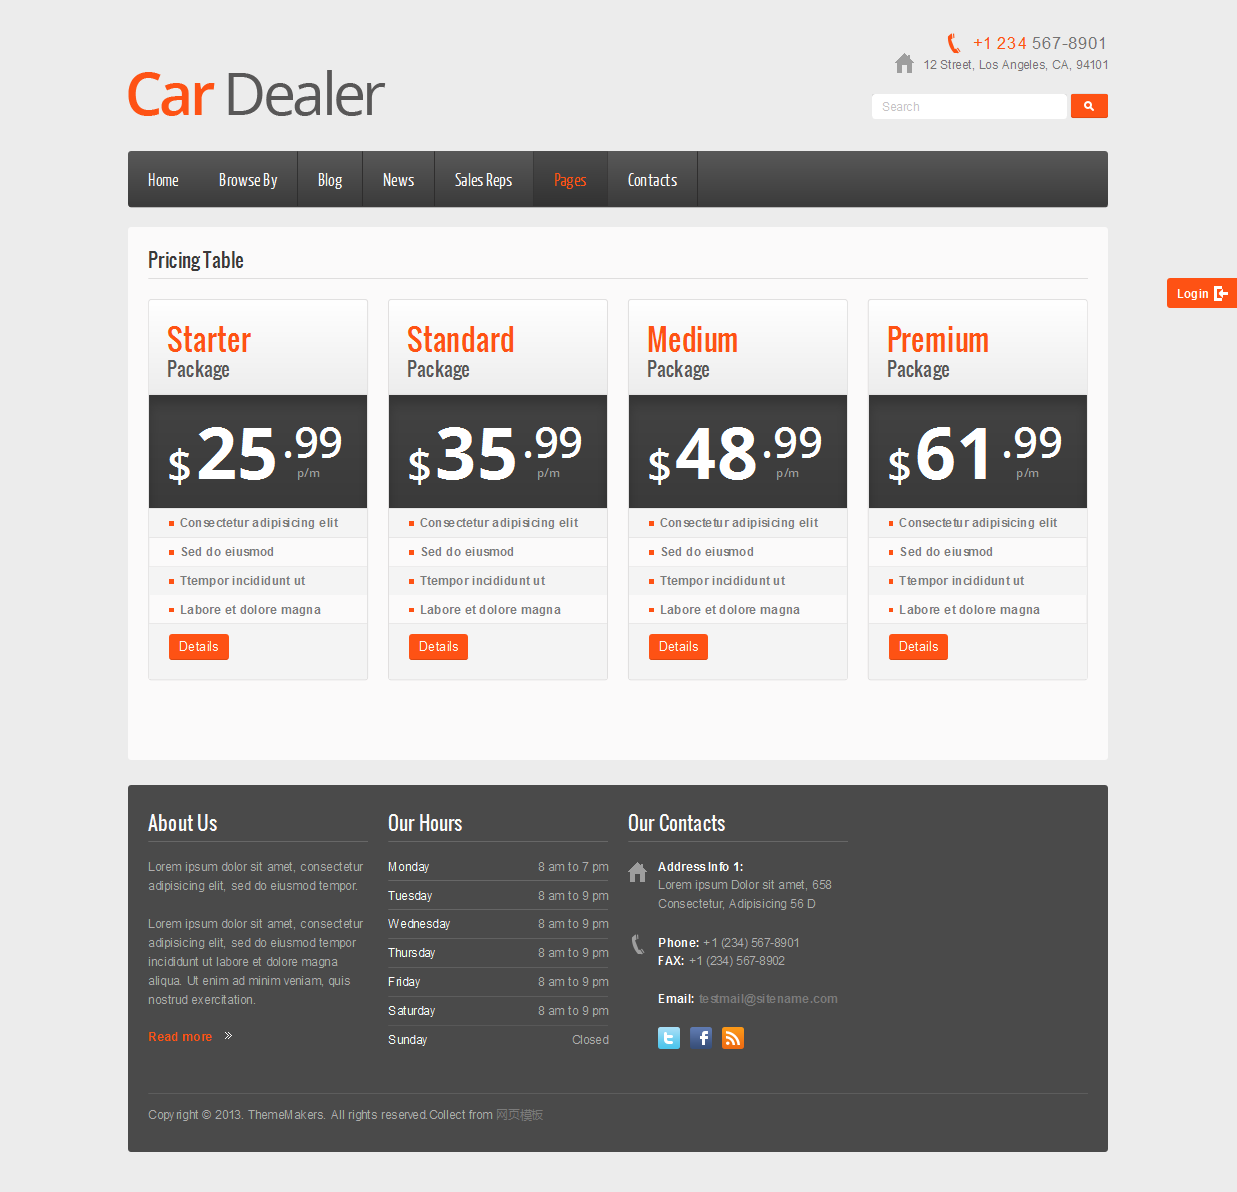 +1 234 567-8901
12 Street, Los Angeles, CA, 94101
Car Dealer
Search
Home Browse By Blog News Sales Reps Pages Contacts
Pricing Table
Login
Starter
Package
$25.99
p/m
Consectetur adipisicing elit
Sed do eiusmod
Ttempor incididunt ut
Labore et dolore magna
Details
Standard
Package
$35.99
p/m
Consectetur adipisicing elit
Sed do eiusmod
Ttempor incididunt ut
Labore et dolore magna
Details
Medium
Package
$48.99
p/m
Consectetur adipisicing elit
Sed do eiusmod
Ttempor incididunt ut
Labore et dolore magna
Details
Premium
Package
$61.99
p/m
Consectetur adipisicing elit
Sed do eiusmod
Ttempor incididunt ut
Labore et dolore magna
Details
About Us
Lorem ipsum dolor sit amet, consectetur
adipisicing elit, sed do eiusmod tempor.
Lorem ipsum dolor sit amet, consectetur
adipisicing elit, sed do eiusmod tempor
incididunt ut labore et dolore magna
aliqua. Ut enim ad minim veniam, quis
nostrud exercitation.
Read more
Our Hours
Monday 8 am to 7 pm
Tuesday 8 am to 9 pm
Wednesday 8 am to 9 pm
Thursday 8 am to 9 pm
Friday 8 am to 9 pm
Saturday 8 am to 9 pm
Sunday Closed
Our Contacts
Address Info 1:
Lorem ipsum Dolor sit amet, 658
Consectetur, Adipisicing 56 D
Phone: +1 (234) 567-8901
FAX: +1 (234) 567-8902
Email: testmail@sitename.com
Copyright © 2013. ThemeMakers. All rights reserved.Collect from 网页模板